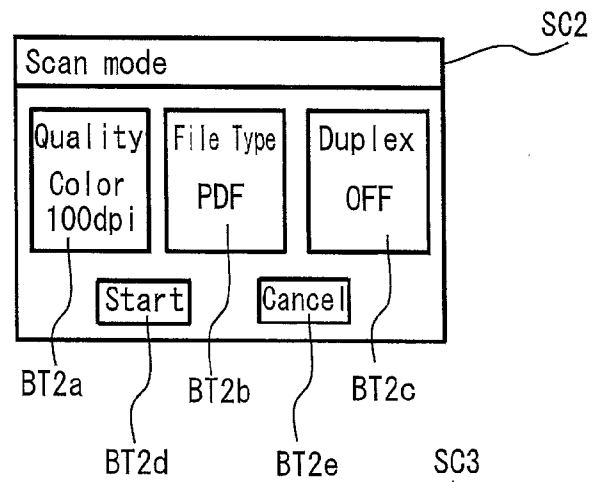 SC2
Scan mode
Quality
Color
100dpi
File Type
PDF
Duplex
OFF
Start
Cancel
BT2a
BT2b
BT2c
BT2d
BT2e
SC3